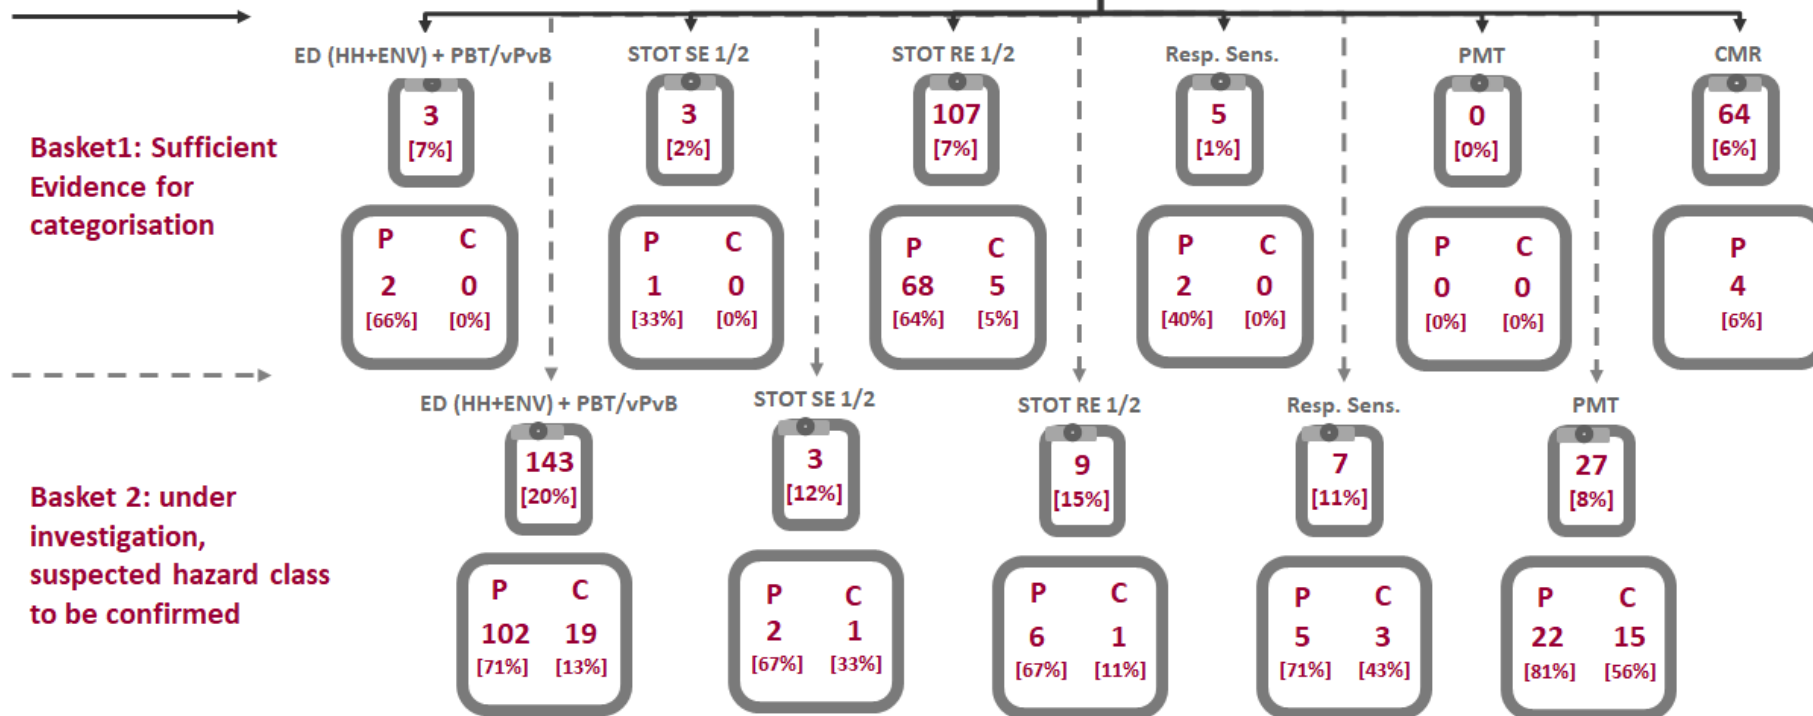 ED (HH+ENV) + PBT/vPvB
STOT SE 1/2
STOT RE 1/2
Resp. Sens.
PMT
CMR
Basket1: Sufficient
Evidence for
categorisation
3
[7%]
3
[2%]
107
[7%]
5
[1%]
0
[0%]
64
[6%]
P C
2 0
[66%] [0%]
P C
1 0
[33%] [0%]
P C
68 5
[64%] [5%]
P C
2 0
[40%] [0%]
P C
0 0
[0%] [0%]
P
4
[6%]
ED (HH+ENV) + PBT/vPvB
STOT SE 1/2
STOT RE 1/2
Resp. Sens.
PMT
Basket 2: under
investigation,
suspected hazard class
to be confirmed
143
[20%]
3
[12%]
9
[15%]
7
[11%]
27
[8%]
P C
102 19
[71%] [13%]
P C
2 1
[67%] [33%]
P C
6 1
[67%] [11%]
P C
5 3
[71%] [43%]
P C
22 15
[81%] [56%]